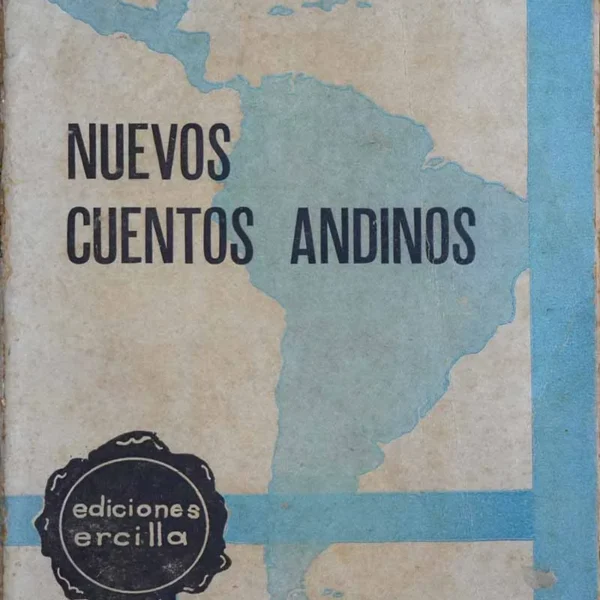 NUEVOS
CUENTOS ANDINOS
ediciones
ercilla